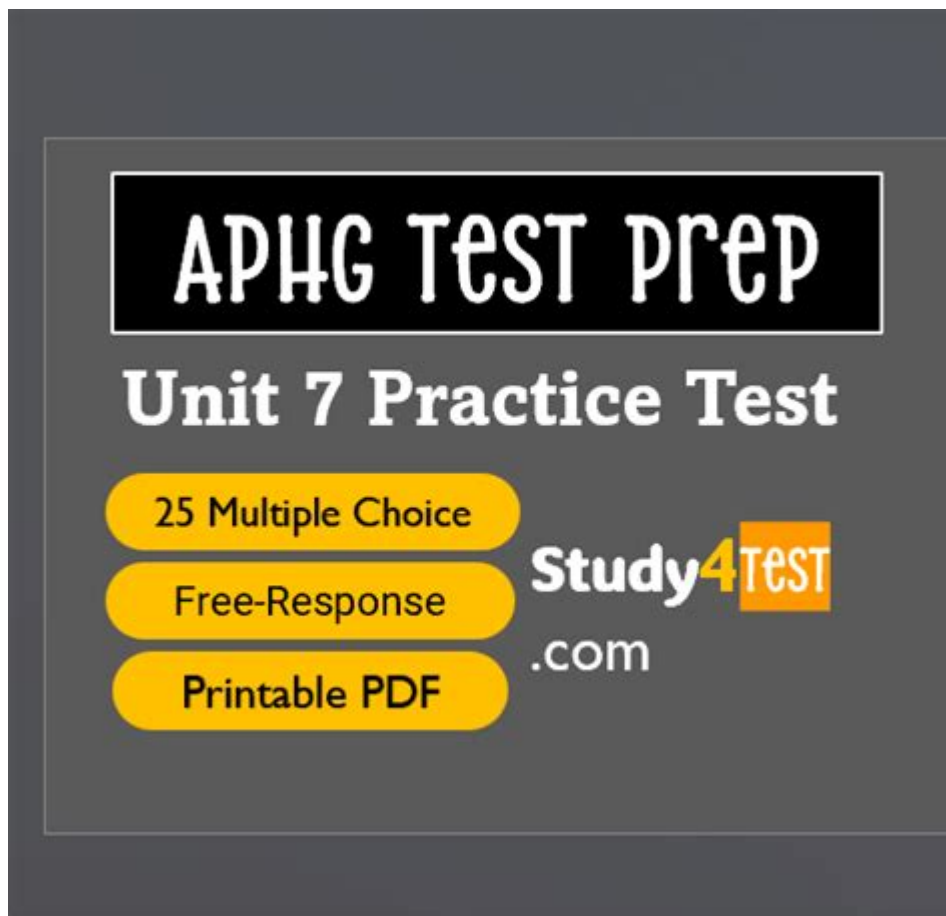 APHG Test Prep
Unit 7 Practice Test
25 Multiple Choice
Free-Response
Printable PDF
Study4Test
.com